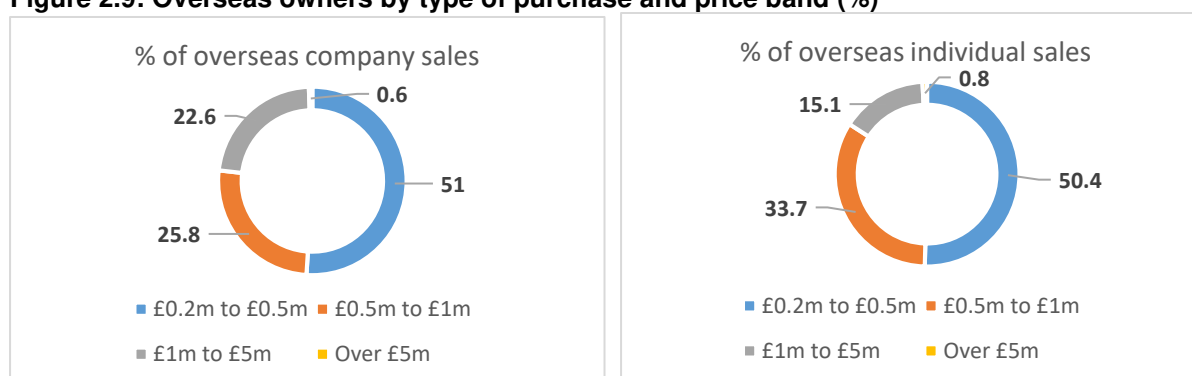 Figure 2.9: Overseas owners by type of purchase and price band (%)
% of overseas company sales
0.6
22.6
51
25.8
£0.2m to £0.5m £0.5m to £1m
£1m to £5m Over £5m
% of overseas individual sales
0.8
15.1
50.4
33.7
£0.2m to £0.5m £0.5m to £1m
£1m to £5m Over £5m